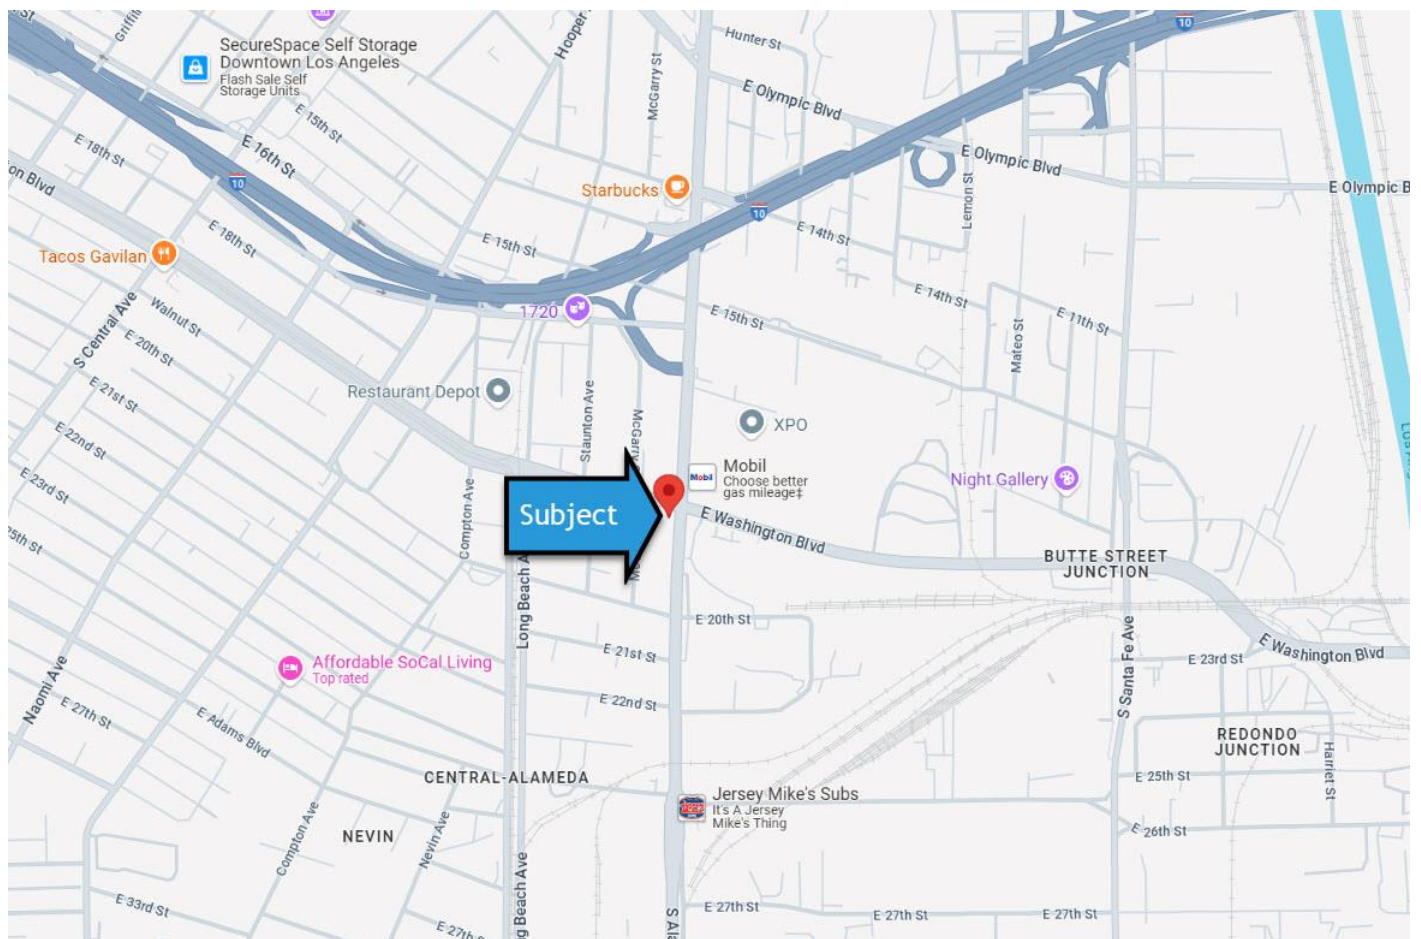 Griffith
Hooper
10
SecureSpace Self Storage
Downtown Los Angeles
Flash Sale Self
Storage Units
McGarry St
Hunter St
E Olympic Blvd
E 15th St
E 16th St
E 18th St
on Blvd
10
E Olympic Blvd
Starbucks
E Olympic B
Lemon St
10
E 14th St
E 18th St
E 15th St
Tacos Gavilan
E 14th St
Walnut St
1720
E 15th St
E 11th St
S Central Ave
E 20th St
Mateo St
E 21st St
Restaurant Depot
Staunton Ave
E 22nd St
McGarry
XPO
E 23rd St
Mobil
Mobil
Choose better
gas mileage‡
Night Gallery
Subject
Compton Ave
E Washington Blvd
E 25th St
BUTTE STREET
JUNCTION
Long Beach A
E 20th St
E 21st St
E Washington Blvd
E 23rd St
Affordable SoCal Living
Top rated
S Santa Fe Ave
Naomi Ave
E 22nd St
E 27th St
E Adams Blvd
REDONDO
JUNCTION
Harriet St
CENTRAL-ALAMEDA
E 25th St
Jersey Mike's Subs
It's A Jersey
Mike's Thing
E 26th St
NEVIN
Compton Ave
Nevin Ave
g Beach Ave
E 33rd St
S Ala
E 27th St
E 27th St
E 27th St